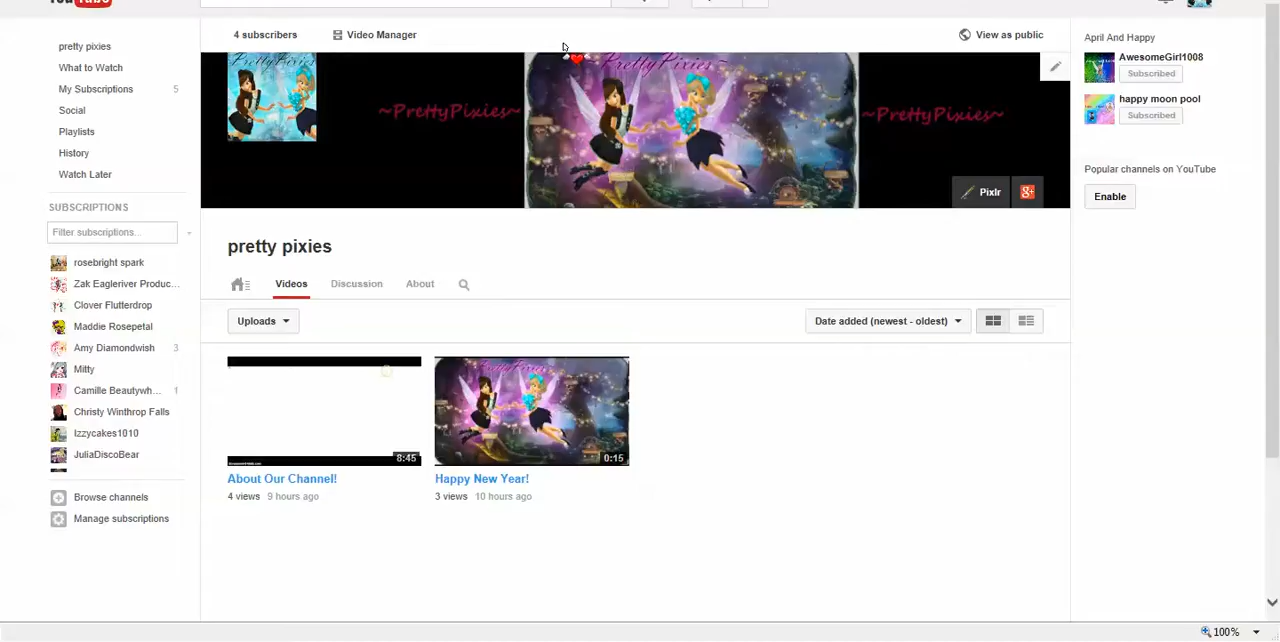 YouTube
4 subscribers
Video Manager
View as public
pretty pixies
What to Watch
My Subscriptions 5
Social
Playlists
History
Watch Later
SUBSCRIPTIONS
Filter subscriptions...
rosebright spark
Zak Eagleriver Produc...
Clover Flutterdrop
Maddie Rosepetal
Amy Diamondwish 3
Mitty
Camille Beautywh... 1
Christy Winthrop Falls
Izzycakes1010
JuliaDiscoBear
Browse channels
Manage subscriptions
PrettyPixies
~PrettyPixies~
PrettyPixies~
~PrettyPixies~
Pixlr
g+
pretty pixies
Videos
Discussion
About
Uploads
Date added (newest - oldest)
8:45
About Our Channel!
4 views 9 hours ago
PrettyPixies
0:15
Happy New Year!
3 views 10 hours ago
April And Happy
AwesomeGirl1008
Subscribed
happy moon pool
Subscribed
Popular channels on YouTube
Enable
100%